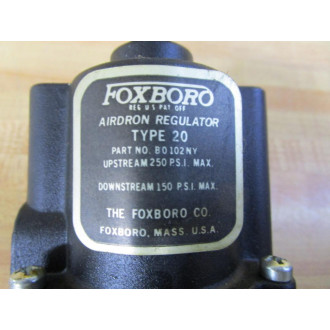 FOXBORO
REG US PAT OFF
AIRDRON REGULATOR
TYPE 20
PART NO. B0102NY
UPSTREAM 250 P.S.I. MAX.
DOWNSTREAM 150 P.S.I. MAX.
THE FOXBORO CO.
FOXBORO, MASS. U.S.A.